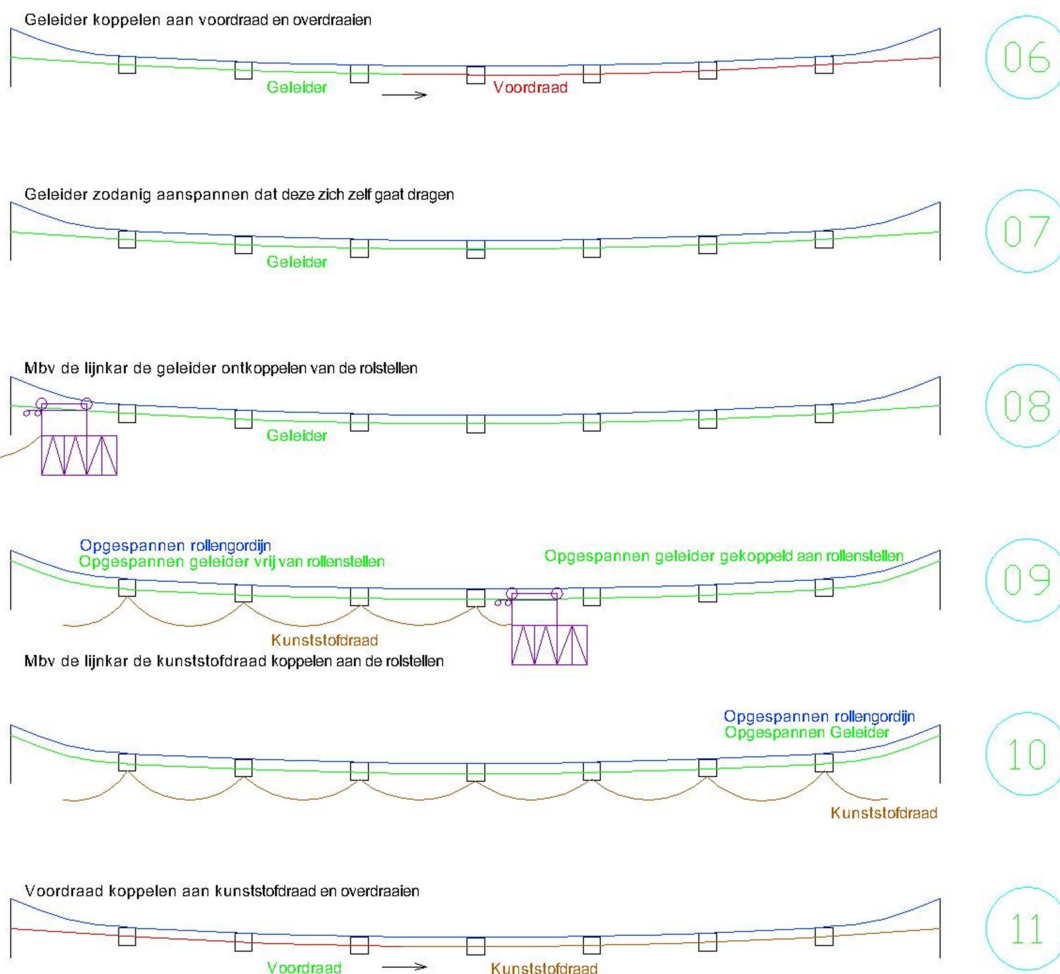 Geleider koppelen aan voordraad en overdraaien
06
Geleider
Voordraad
Geleider zodanig aanspannen dat deze zich zelf gaat dragen
07
Geleider
Mbv de lijnkar de geleider ontkoppelen van de rolstellen
08
Geleider
Opgespannen rollengordijn
Opgespannen geleider vrij van rollenstellen
Opgespannen geleider gekoppeld aan rollenstellen
09
Kunststofdraad
Mbv de lijnkar de kunststofdraad koppelen aan de rolstellen
Opgespannen rollengordijn
Opgespannen Geleider
10
Kunststofdraad
Voordraad koppelen aan kunststofdraad en overdraaien
11
Voordraad
Kunststofdraad